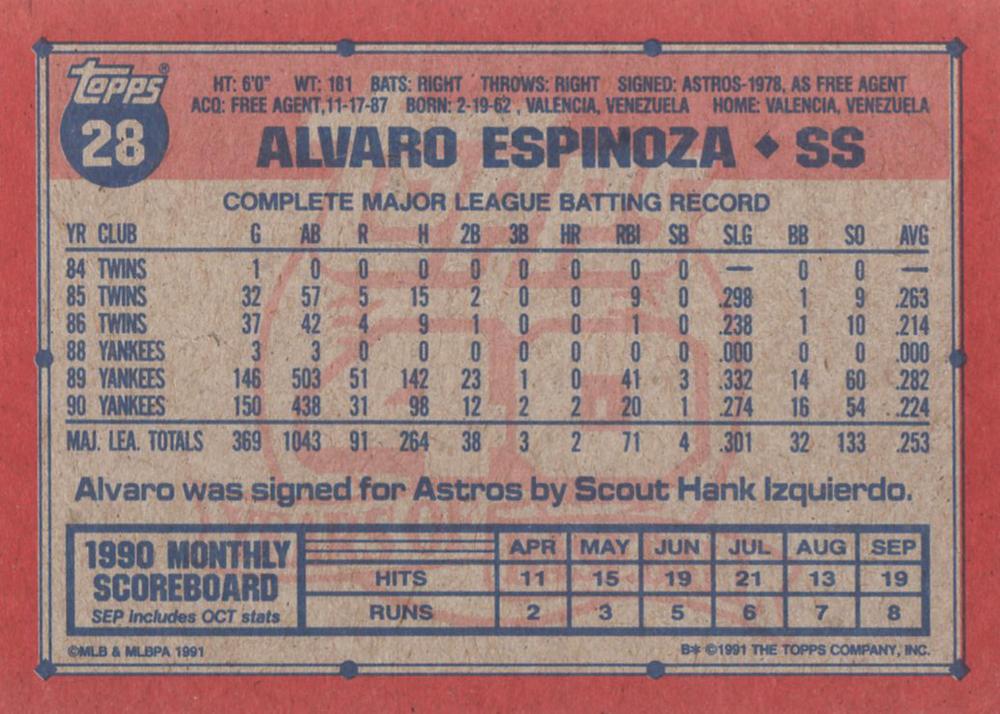 Topps®
28
HT: 6'0" WT: 181 BATS: RIGHT THROWS: RIGHT SIGNED: ASTROS-1978, AS FREE AGENT
ACQ: FREE AGENT,11-17-87 BORN: 2-19-62 , VALENCIA, VENEZUELA HOME: VALENCIA, VENEZUELA
ALVARO ESPINOZA ◆ SS
COMPLETE MAJOR LEAGUE BATTING RECORD
YR CLUB G AB R H 2B 3B HR RBI SB SLG BB SO AVG
84 TWINS 1 0 0 0 0 0 0 0 0 — 0 0 —
85 TWINS 32 57 5 15 2 0 0 9 0 .298 1 9 .263
86 TWINS 37 42 4 9 1 0 0 1 0 .238 1 10 .214
88 YANKEES 3 3 0 0 0 0 0 0 0 .000 0 0 .000
89 YANKEES 146 503 51 142 23 1 0 41 3 .332 14 60 .282
90 YANKEES 150 438 31 98 12 2 2 20 1 .274 16 54 .224
MAJ. LEA. TOTALS 369 1043 91 264 38 3 2 71 4 .301 32 133 .253
Alvaro was signed for Astros by Scout Hank Izquierdo.
1990 MONTHLY
SCOREBOARD
SEP includes OCT stats
APR MAY JUN JUL AUG SEP
HITS 11 15 19 21 13 19
RUNS 2 3 5 6 7 8
©MLB & MLBPA 1991
B* ©1991 THE TOPPS COMPANY, INC.